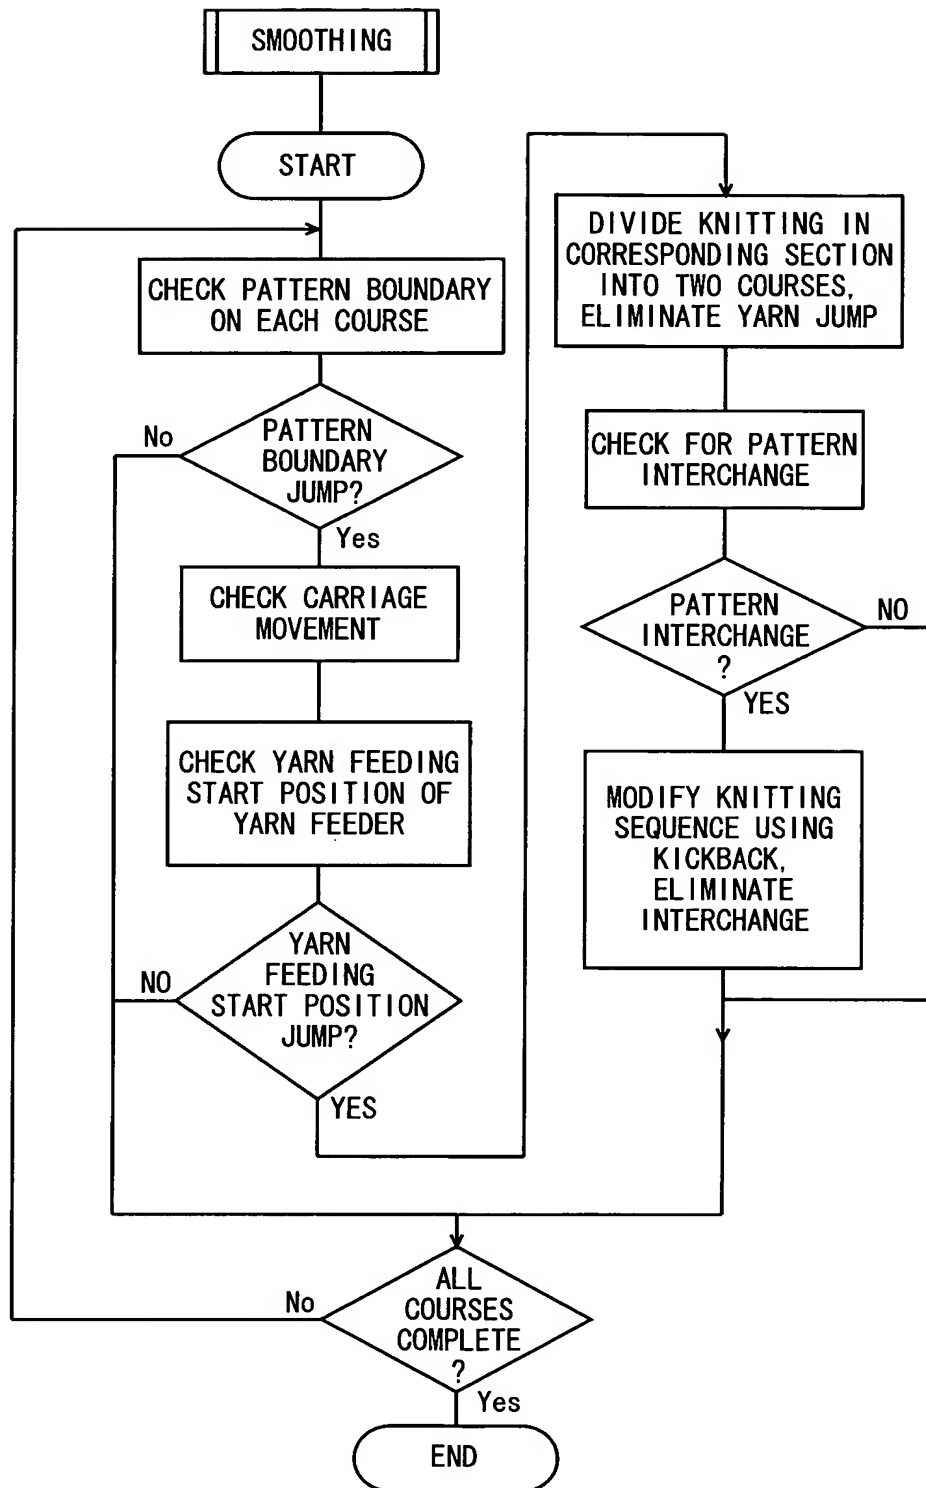 SMOOTHING
START
CHECK PATTERN BOUNDARY
ON EACH COURSE
No
PATTERN
BOUNDARY
JUMP?
Yes
CHECK CARRIAGE
MOVEMENT
CHECK YARN FEEDING
START POSITION OF
YARN FEEDER
NO
YARN
FEEDING
START POSITION
JUMP?
YES
DIVIDE KNITTING IN
CORRESPONDING SECTION
INTO TWO COURSES,
ELIMINATE YARN JUMP
CHECK FOR PATTERN
INTERCHANGE
PATTERN
INTERCHANGE
?
NO
YES
MODIFY KNITTING
SEQUENCE USING
KICKBACK,
ELIMINATE
INTERCHANGE
No
ALL
COURSES
COMPLETE
?
Yes
END